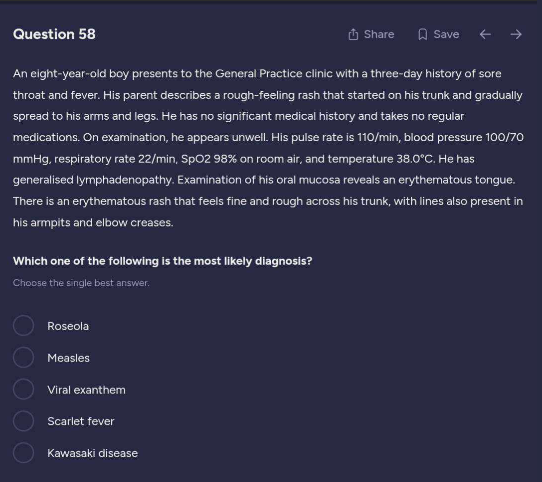 Question 58
Share
Save
An eight-year-old boy presents to the General Practice clinic with a three-day history of sore
throat and fever. His parent describes a rough-feeling rash that started on his trunk and gradually
spread to his arms and legs. He has no significant medical history and takes no regular
medications. On examination, he appears unwell. His pulse rate is 110/min, blood pressure 100/70
mmHg, respiratory rate 22/min, SpO2 98% on room air, and temperature 38.0°C. He has
generalised lymphadenopathy. Examination of his oral mucosa reveals an erythematous tongue.
There is an erythematous rash that feels fine and rough across his trunk, with lines also present in
his armpits and elbow creases.
Which one of the following is the most likely diagnosis?
Choose the single best answer.
Roseola
Measles
Viral exanthem
Scarlet fever
Kawasaki disease